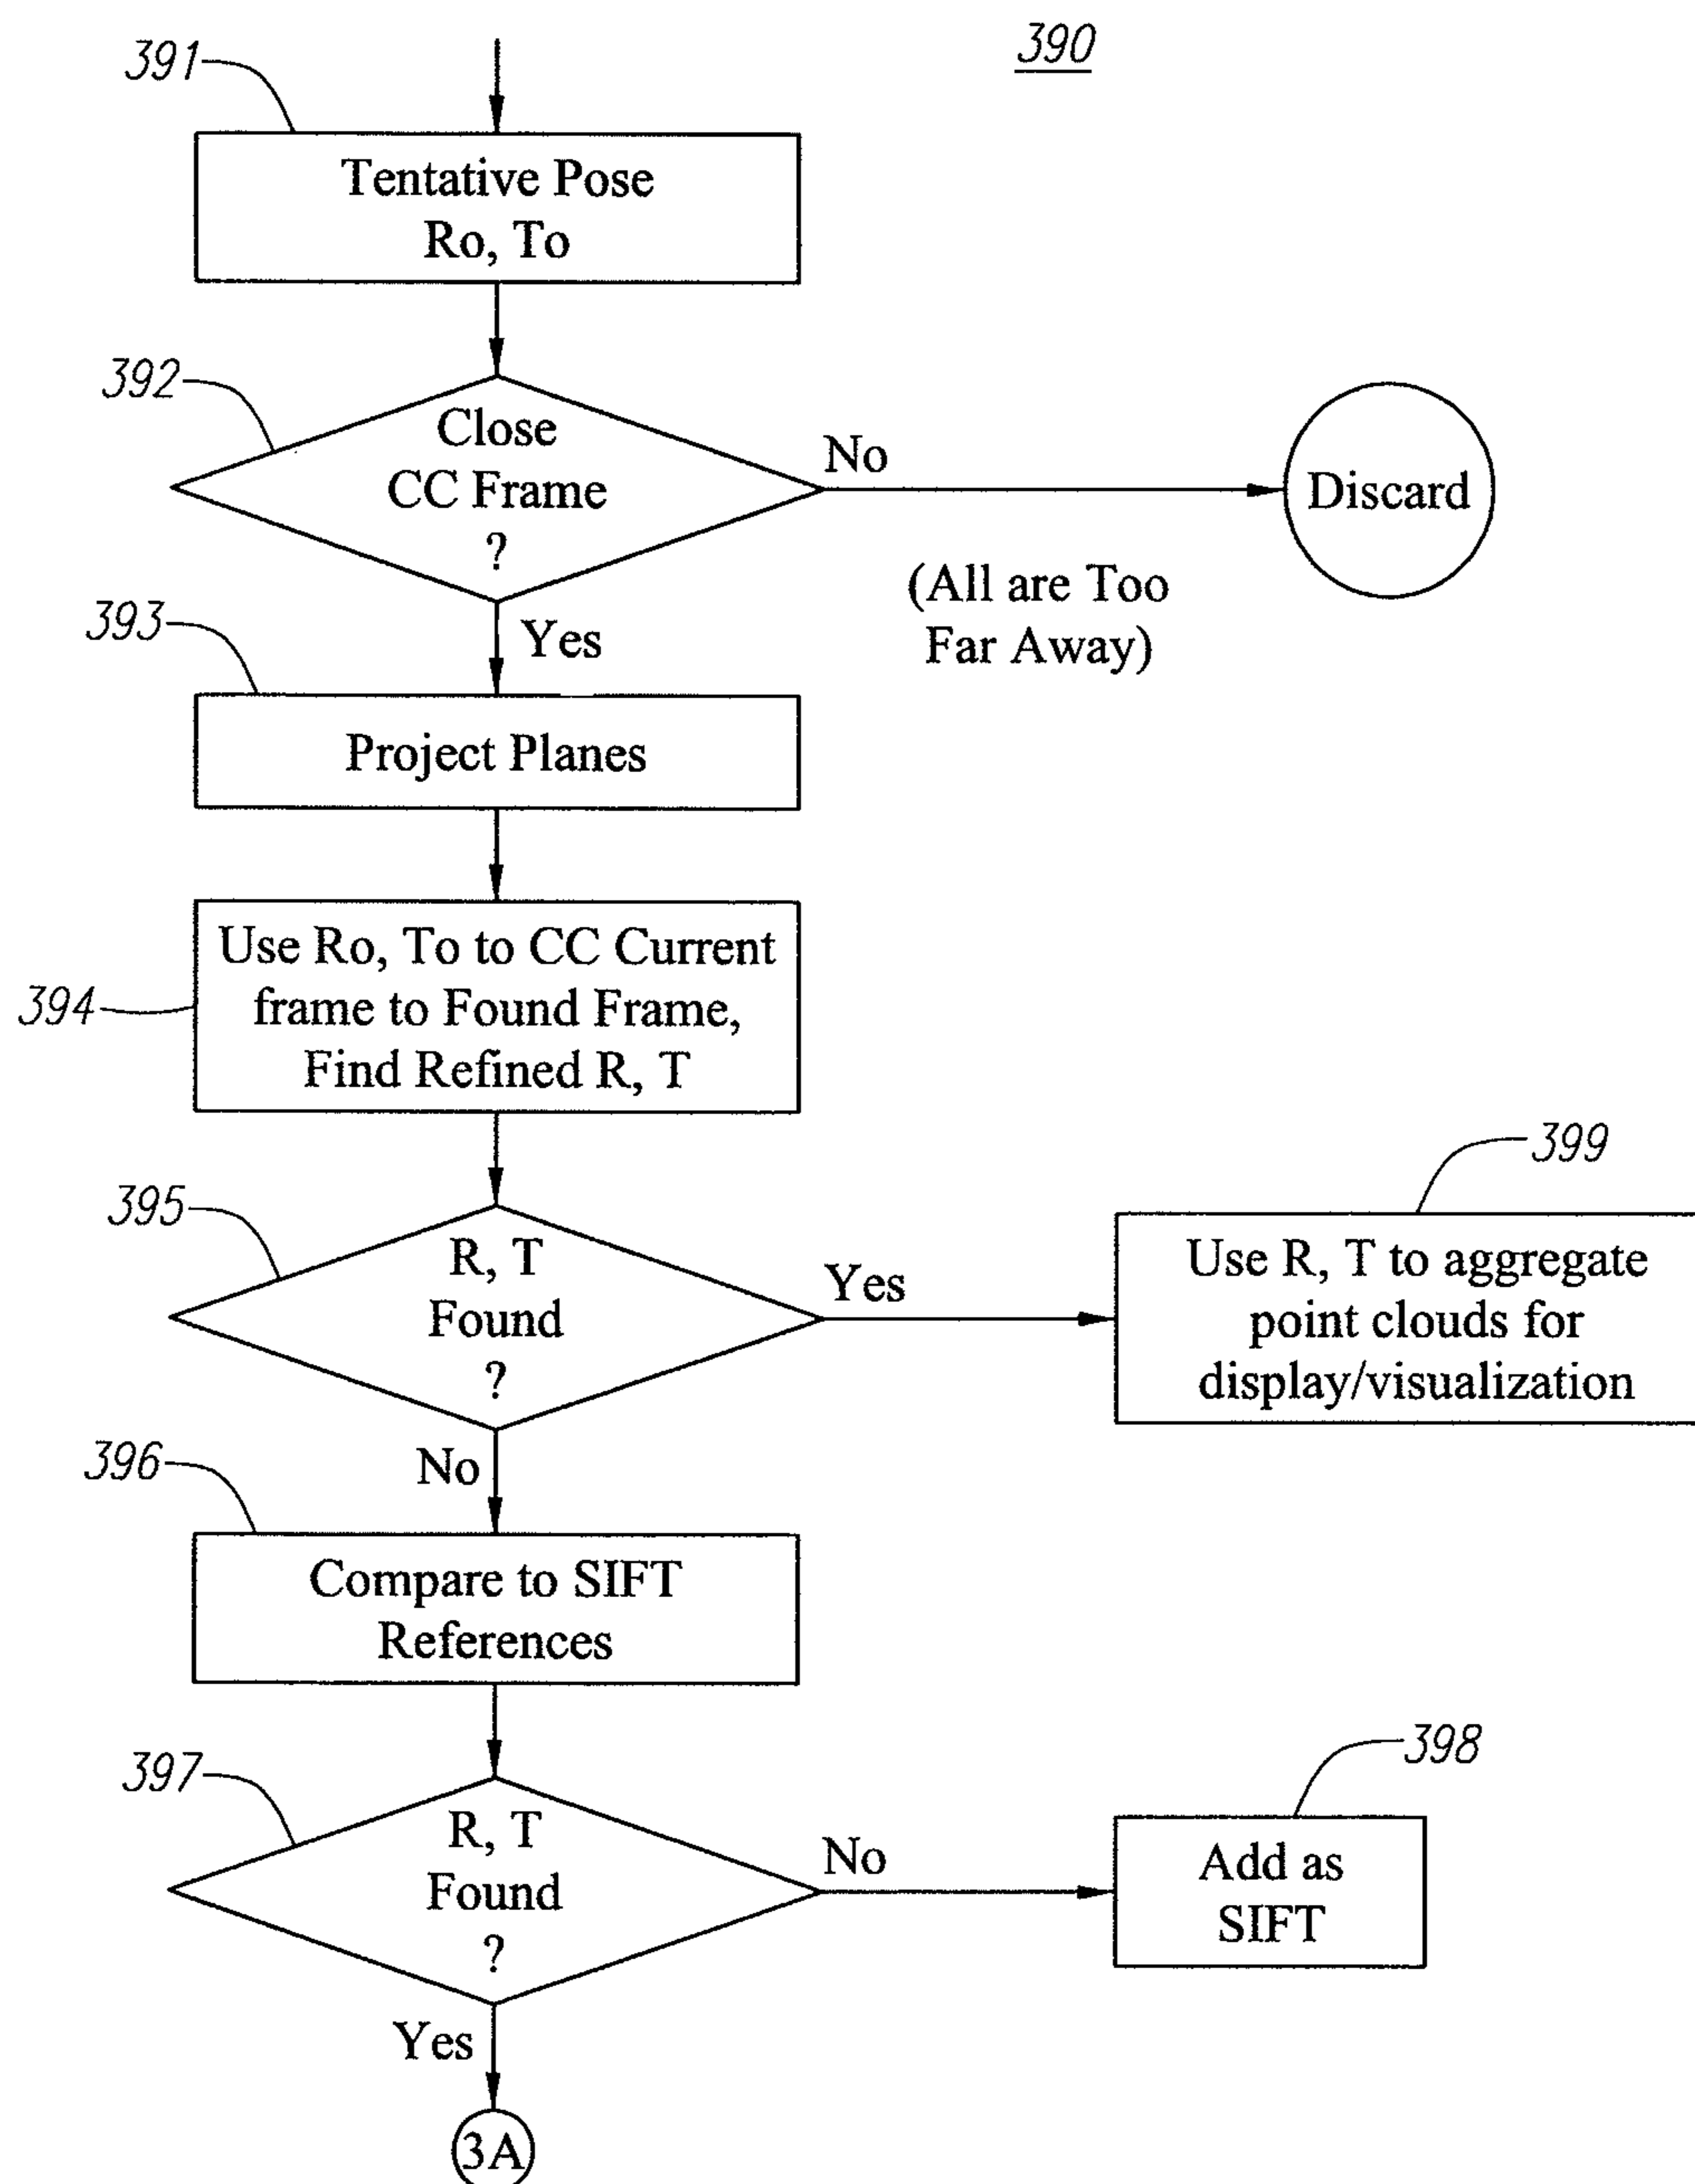 390
391
Tentative Pose
Ro, To
392
Close
CC Frame
?
No
Discard
(All are Too
Far Away)
393
Yes
Project Planes
394
Use Ro, To to CC Current
frame to Found Frame,
Find Refined R, T
395
R, T
Found
?
Yes
399
Use R, T to aggregate
point clouds for
display/visualization
396
No
Compare to SIFT
References
397
R, T
Found
?
No
398
Add as
SIFT
Yes
3A